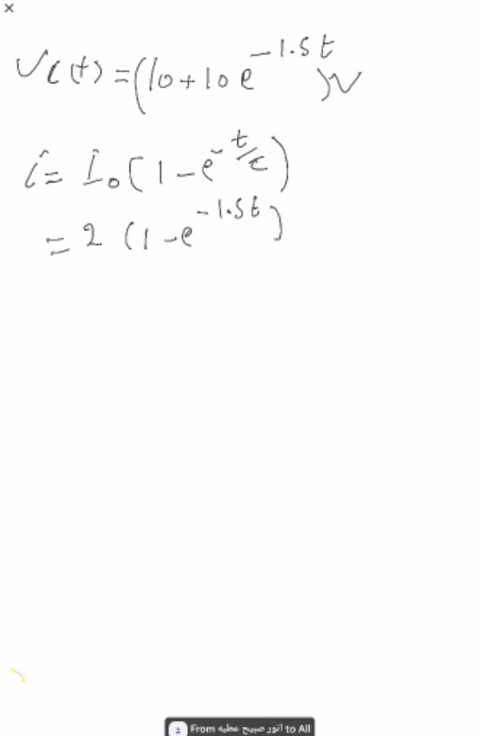 ×
Vc(t) = (10 + 10 e^{-1.5t})V
i = I₀(1 - e^{-t/τ})
= 2 (1 - e^{-1.5t})
From انور صبيح عطيه to All